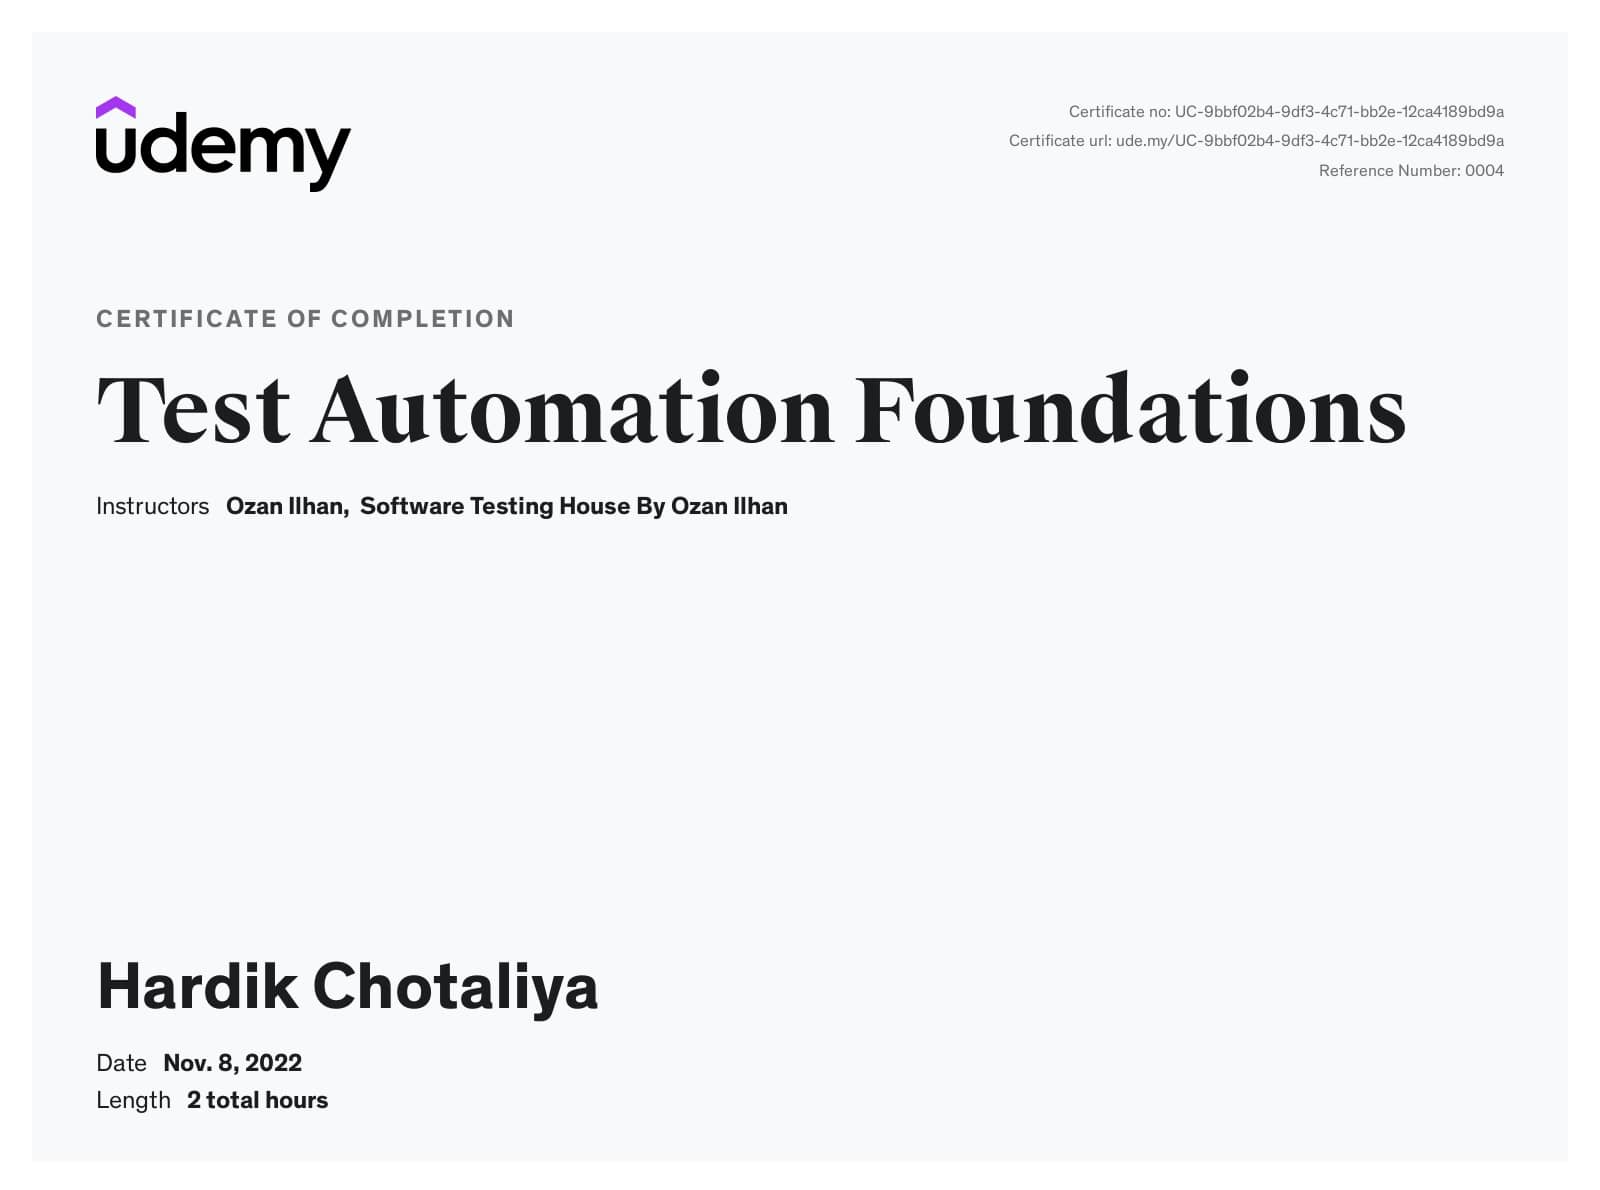 udemy
Certificate no: UC-9bbf02b4-9df3-4c71-bb2e-12ca4189bd9a
Certificate url: ude.my/UC-9bbf02b4-9df3-4c71-bb2e-12ca4189bd9a
Reference Number: 0004
CERTIFICATE OF COMPLETION
Test Automation Foundations
Instructors Ozan Ilhan, Software Testing House By Ozan Ilhan
Hardik Chotaliya
Date Nov. 8, 2022
Length 2 total hours